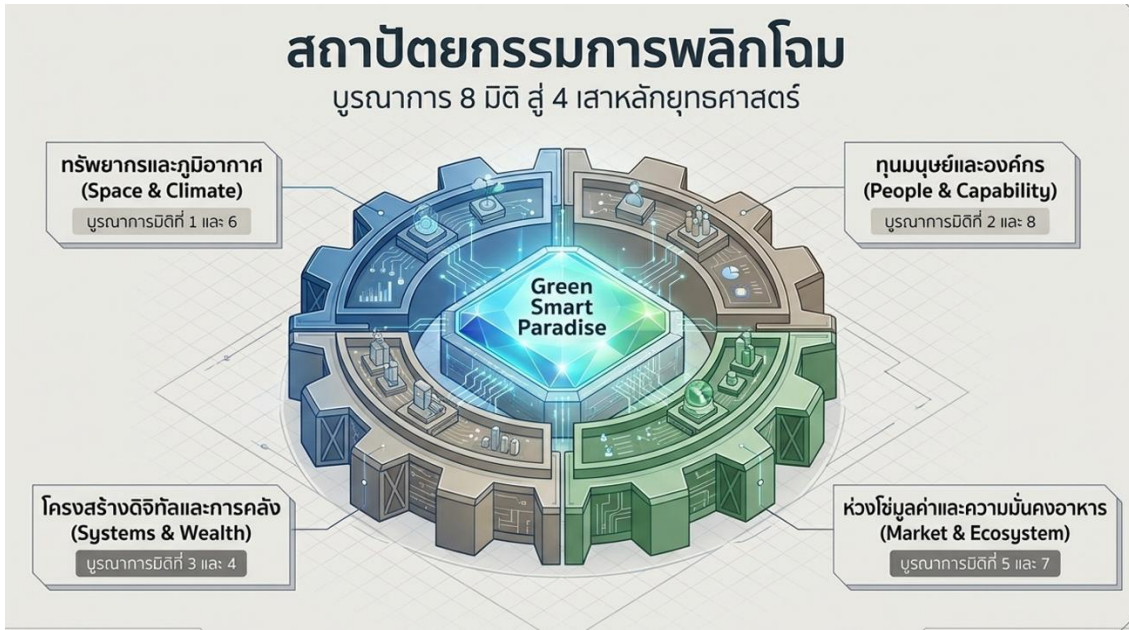 สถาปัตยกรรมการพลิกโฉม
บูรณาการ 8 มิติ สู่ 4 เสาหลักยุทธศาสตร์
ทรัพยากรและภูมิอากาศ
(Space & Climate)
บูรณาการมิติที่ 1 และ 6
ทุนมนุษย์และองค์กร
(People & Capability)
บูรณาการมิติที่ 2 และ 8
Green
Smart
Paradise
โครงสร้างดิจิทัลและการคลัง
(Systems & Wealth)
บูรณาการมิติที่ 3 และ 4
ห่วงโซ่มูลค่าและความมั่นคงอาหาร
(Market & Ecosystem)
บูรณาการมิติที่ 5 และ 7